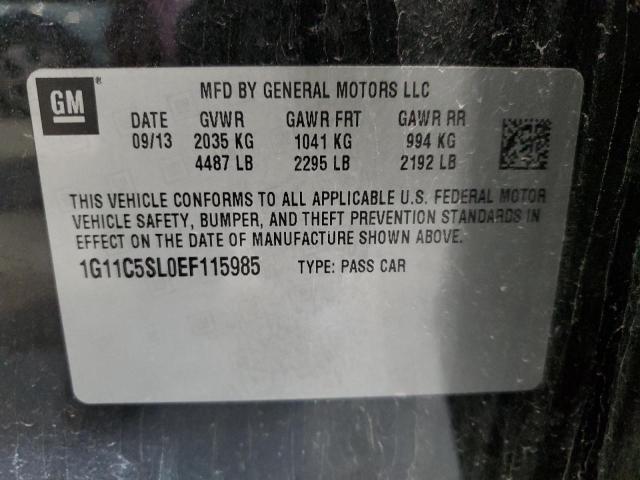 GM®
MFD BY GENERAL MOTORS LLC
DATE GVWR GAWR FRT GAWR RR
09/13 2035 KG 1041 KG 994 KG
4487 LB 2295 LB 2192 LB
THIS VEHICLE CONFORMS TO ALL APPLICABLE U.S. FEDERAL MOTOR
VEHICLE SAFETY, BUMPER, AND THEFT PREVENTION STANDARDS IN
EFFECT ON THE DATE OF MANUFACTURE SHOWN ABOVE.
1G11C5SL0EF115985 TYPE: PASS CAR